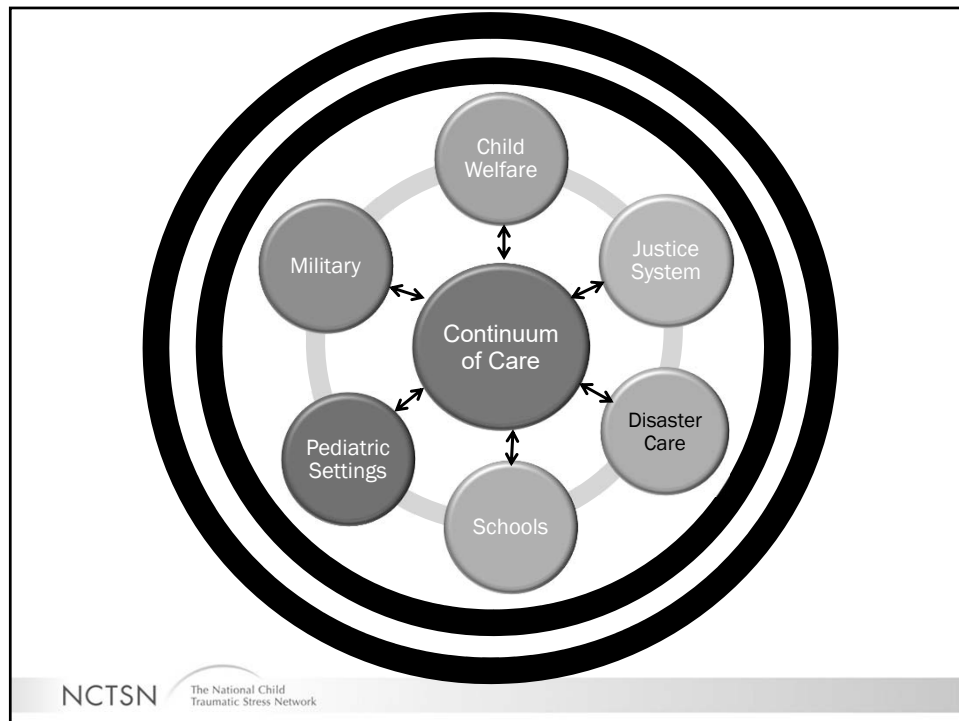 Child
Welfare
Justice
System
Military
Continuum
of Care
Disaster
Care
Pediatric
Settings
Schools
NCTSN
The National Child
Traumatic Stress Network